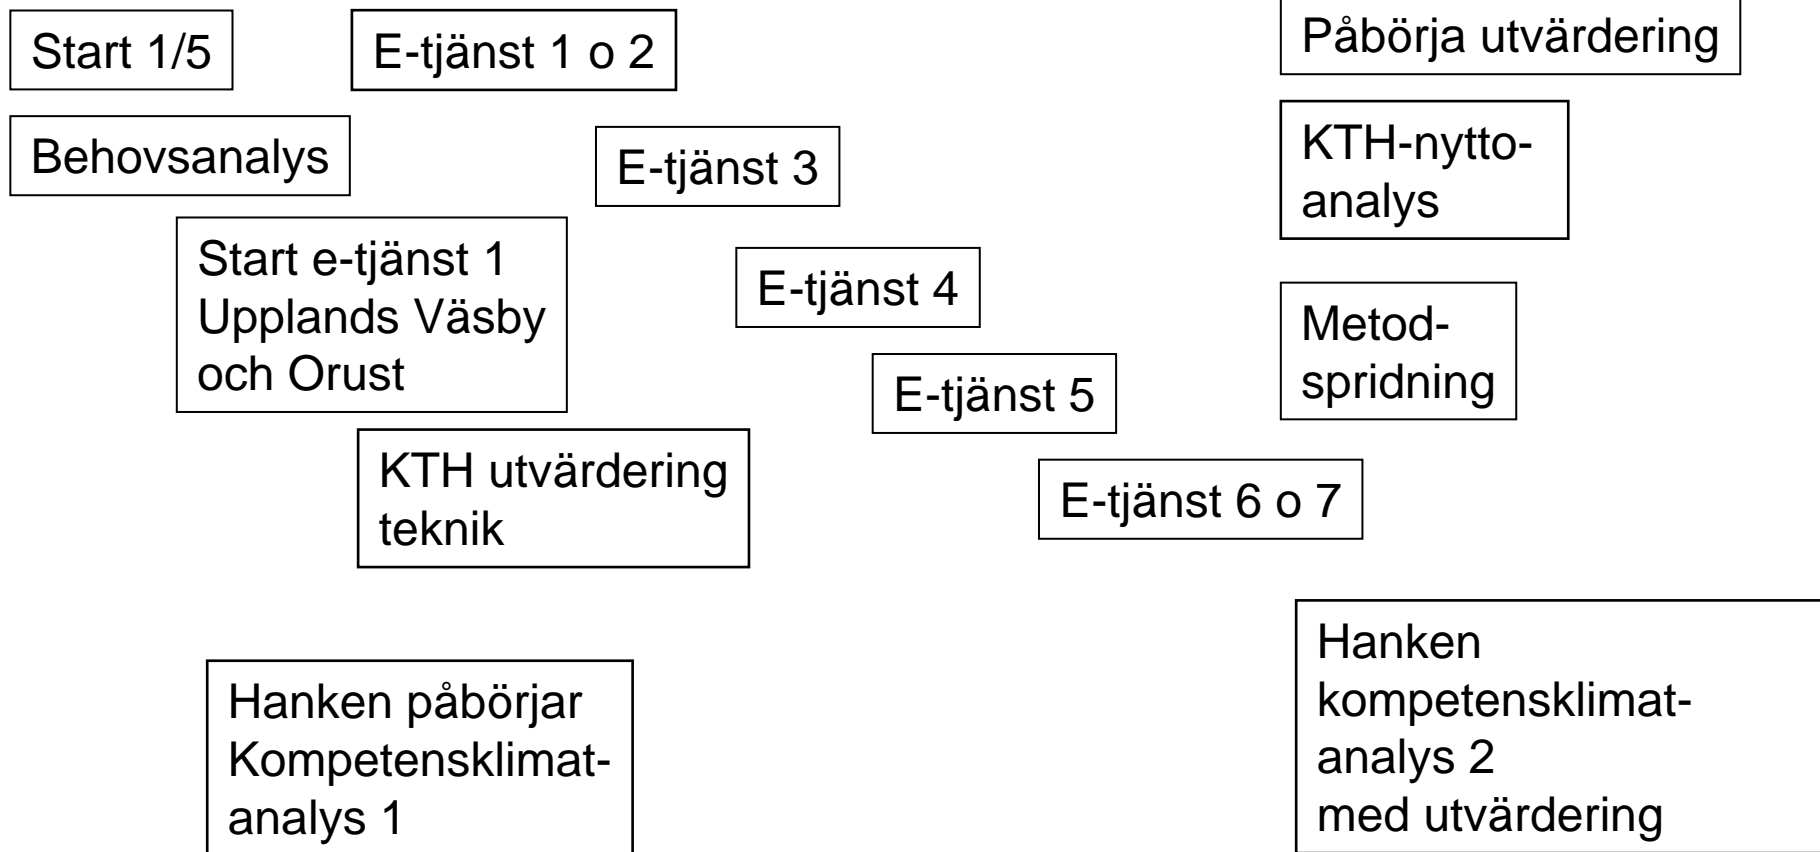 Start 1/5
E-tjänst 1 o 2
Påbörja utvärdering
Behovsanalys
E-tjänst 3
KTH-nytto-
analys
Start e-tjänst 1
Upplands Väsby
och Orust
E-tjänst 4
Metod-
spridning
E-tjänst 5
KTH utvärdering
teknik
E-tjänst 6 o 7
Hanken påbörjar
Kompetensklimat-
analys 1
Hanken
kompetensklimat-
analys 2
med utvärdering